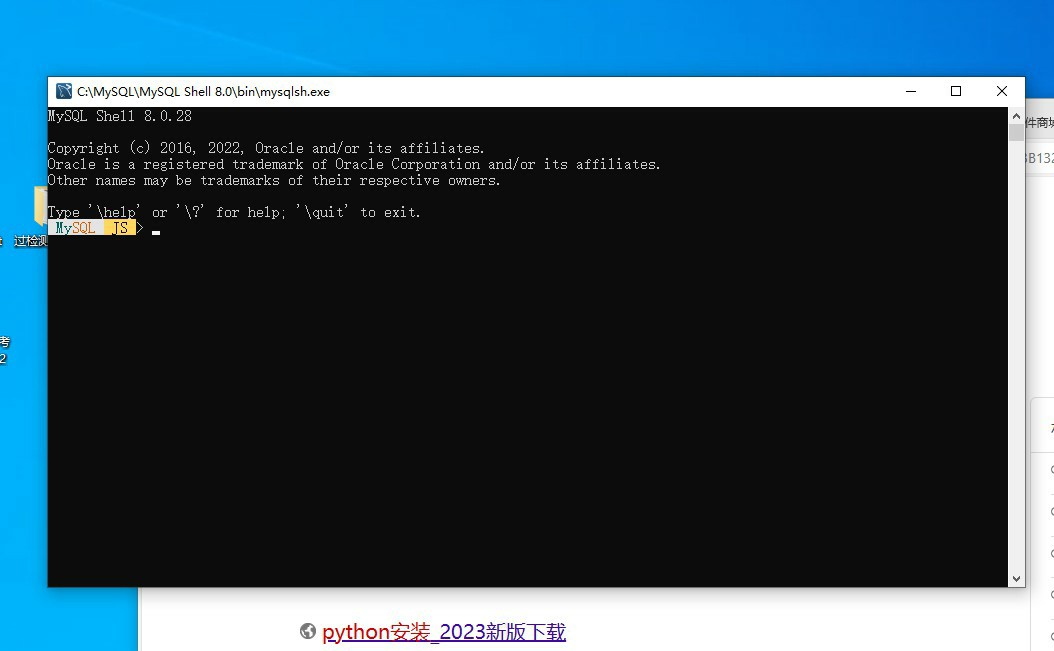 C:\MySQL\MySQL Shell 8.0\bin\mysqlsh.exe
MySQL Shell 8.0.28
Copyright (c) 2016, 2022, Oracle and/or its affiliates.
Oracle is a registered trademark of Oracle Corporation and/or its affiliates.
Other names may be trademarks of their respective owners.
Type '\help' or '\?' for help; '\quit' to exit.
MySQL JS >
件商城
过检测
考
2
python安装_2023新版下载